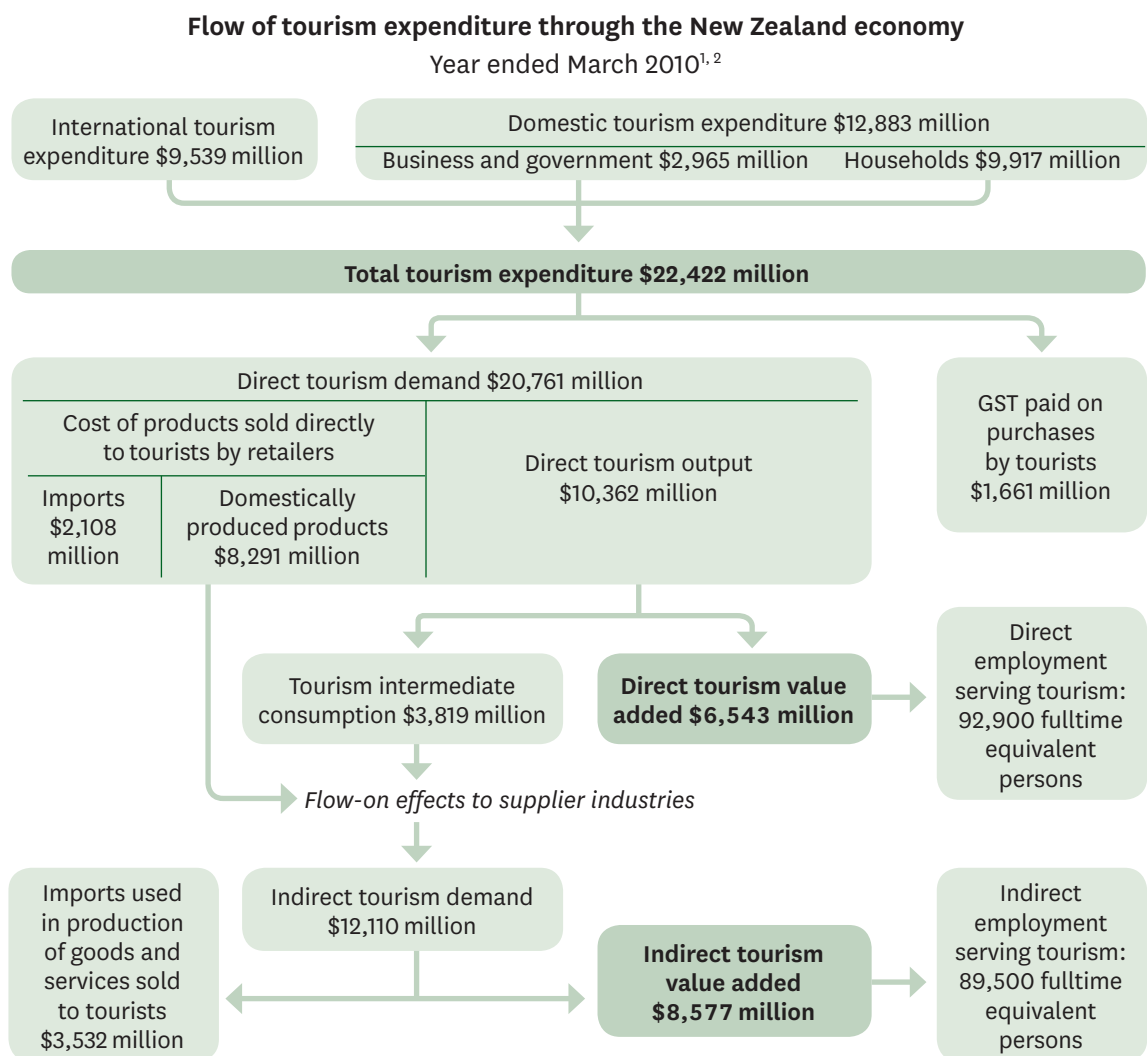 Flow of tourism expenditure through the New Zealand economy
Year ended March 2010¹, ²
International tourism
expenditure $9,539 million
Domestic tourism expenditure $12,883 million
Business and government $2,965 million
Households $9,917 million
Total tourism expenditure $22,422 million
Direct tourism demand $20,761 million
Cost of products sold directly
to tourists by retailers
Imports
$2,108
million
Domestically
produced products
$8,291 million
Direct tourism output
$10,362 million
GST paid on
purchases
by tourists
$1,661 million
Tourism intermediate
consumption $3,819 million
Direct tourism value
added $6,543 million
Direct
employment
serving tourism:
92,900 fulltime
equivalent
persons
Flow-on effects to supplier industries
Imports used
in production
of goods and
services sold
to tourists
$3,532 million
Indirect tourism demand
$12,110 million
Indirect tourism
value added
$8,577 million
Indirect
employment
serving tourism:
89,500 fulltime
equivalent
persons